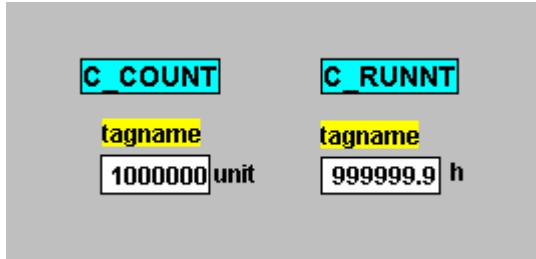 C_COUNT
C_RUNNT
tagname
tagname
1000000 unit
999999.9 h